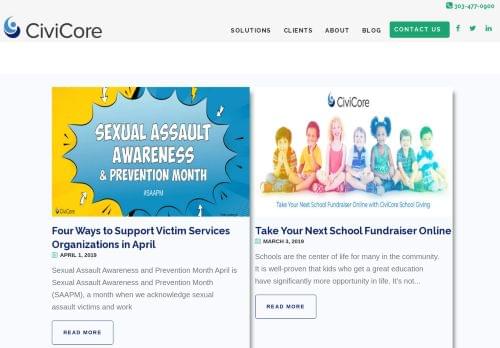 303-477-0900
CiviCore
SOLUTIONS CLIENTS ABOUT BLOG CONTACT US
SEXUAL ASSAULT
AWARENESS
& PREVENTION MONTH
#SAAPM
CiviCore
CiviCore
Take Your Next School Fundraiser Online with CiviCore School Giving
Four Ways to Support Victim Services
Organizations in April
APRIL 1, 2019
Sexual Assault Awareness and Prevention Month April is
Sexual Assault Awareness and Prevention Month
(SAAPM), a month when we acknowledge sexual
assault victims and work
READ MORE
Take Your Next School Fundraiser Online
MARCH 3, 2019
Schools are the center of life for many in the community.
It is well-proven that kids who get a great education
have significantly more opportunity in life. It's not...
READ MORE